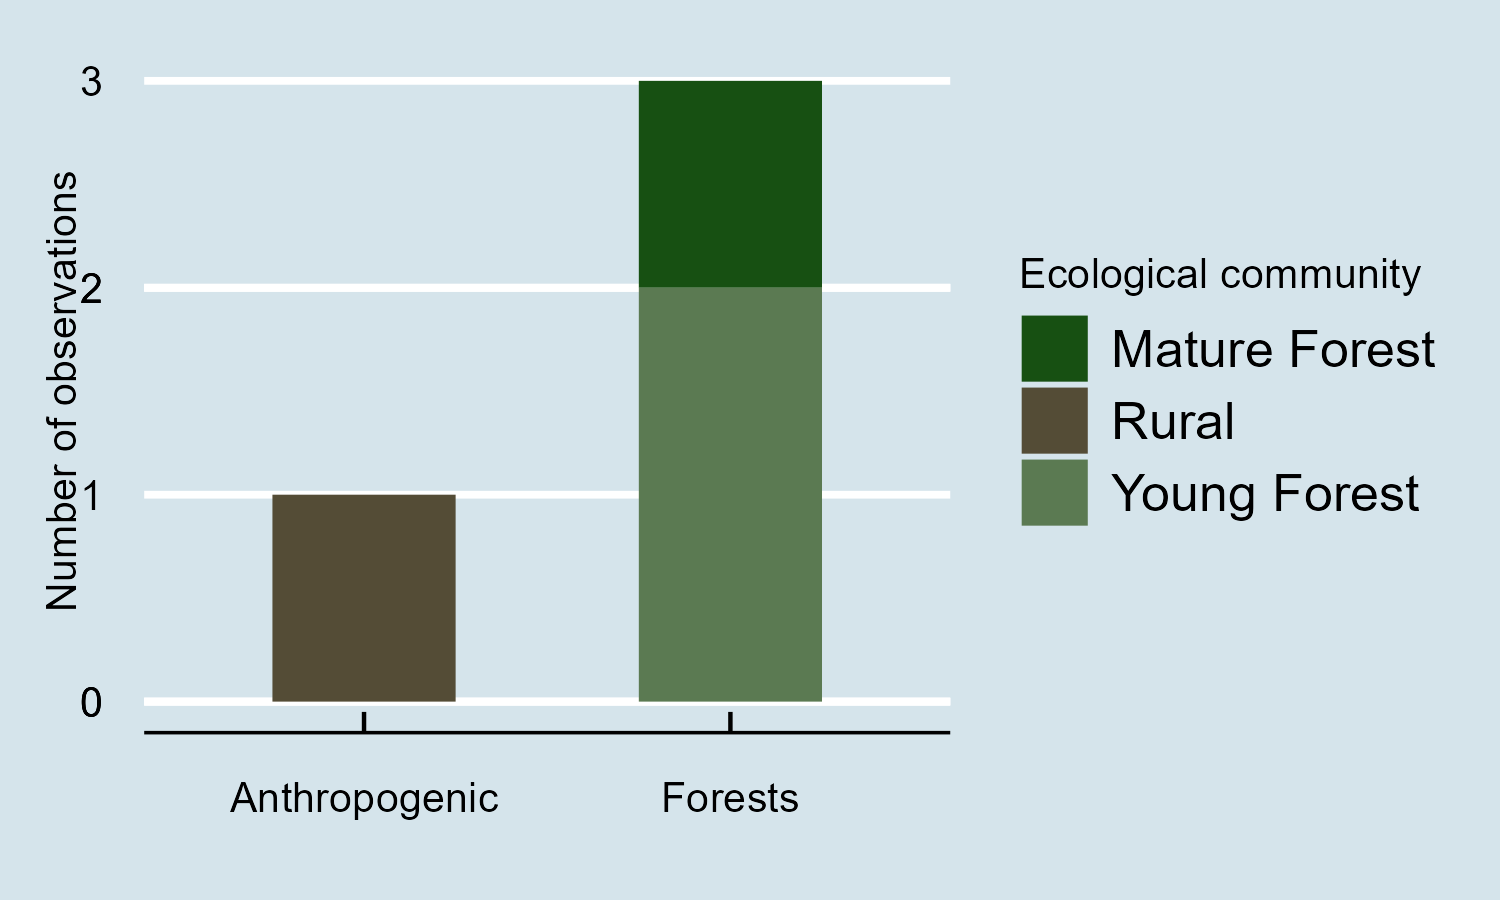 Number of observations
3
2
1
0
Anthropogenic
Forests
Ecological community
Mature Forest
Rural
Young Forest